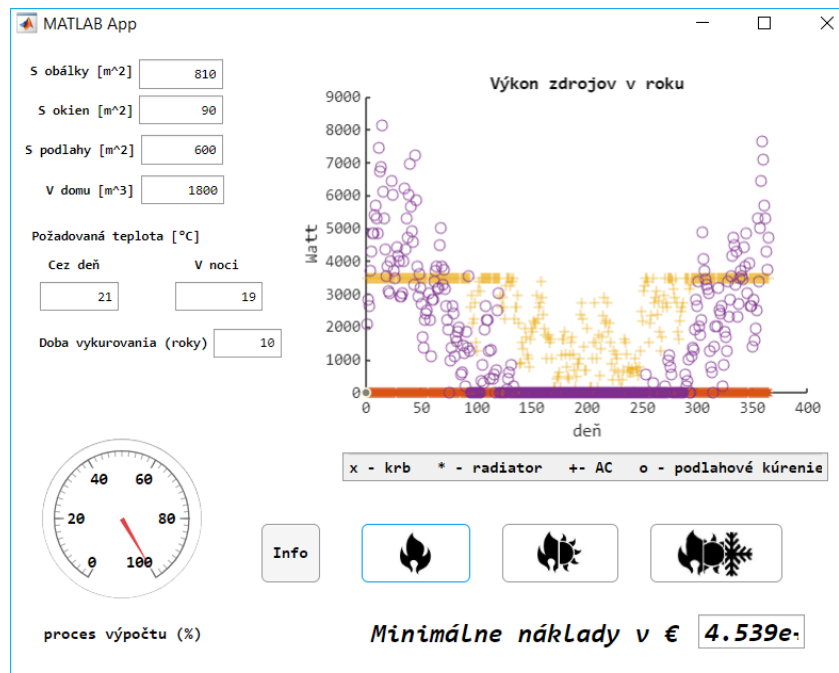 MATLAB App
S obálky [m^2] 810
S okien [m^2] 90
S podlahy [m^2] 600
V domu [m^3] 1800
Požadovaná teplota [°C]
Cez deň V noci
21 19
Doba vykurovania (roky) 10
Výkon zdrojov v roku
9000
8000
7000
6000
5000
4000
3000
2000
1000
0
Watt
0 50 100 150 200 250 300 350 400
deň
x - krb * - radiator +- AC o - podlahové kúrenie
0 20 40 60 80 100
proces výpočtu (%)
Info
Minimálne náklady v € 4.539e